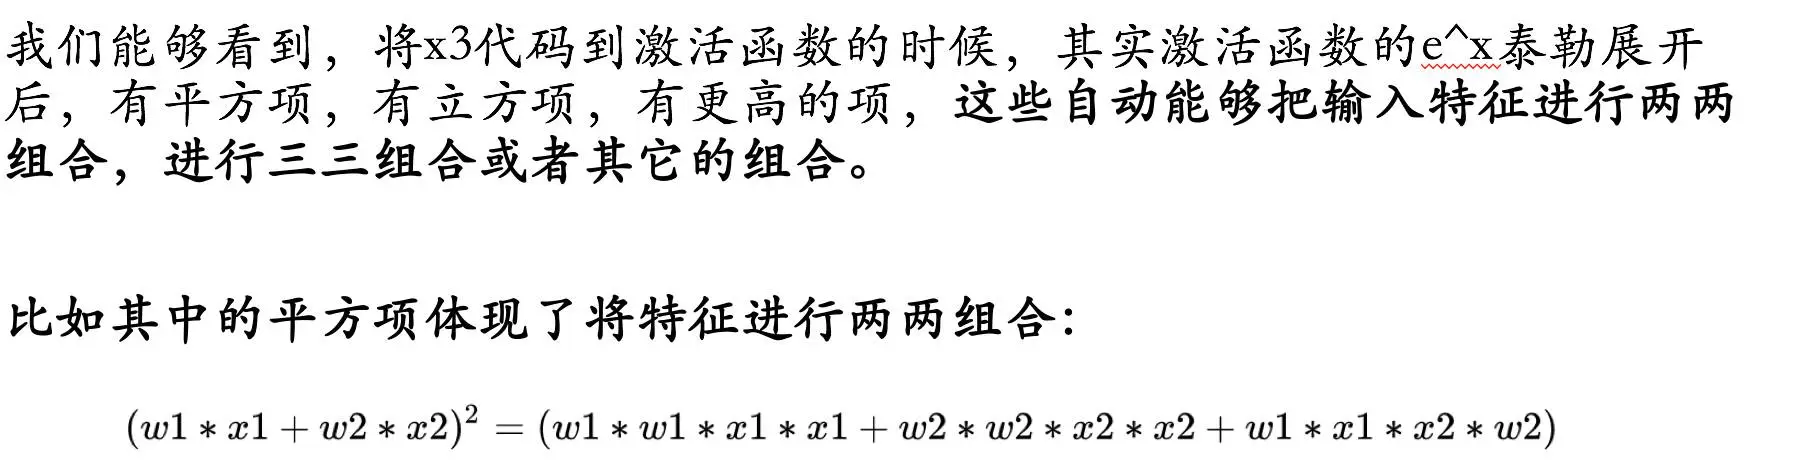 我们能够看到，将x3代码到激活函数的时候，其实激活函数的e^x泰勒展开
后，有平方项，有立方项，有更高的项，这些自动能够把输入特征进行两两
组合，进行三三组合或者其它的组合。
比如其中的平方项体现了将特征进行两两组合：
(w1 * x1 + w2 * x2)² = (w1 * w1 * x1 * x1 + w2 * w2 * x2 * x2 + w1 * x1 * x2 * w2)